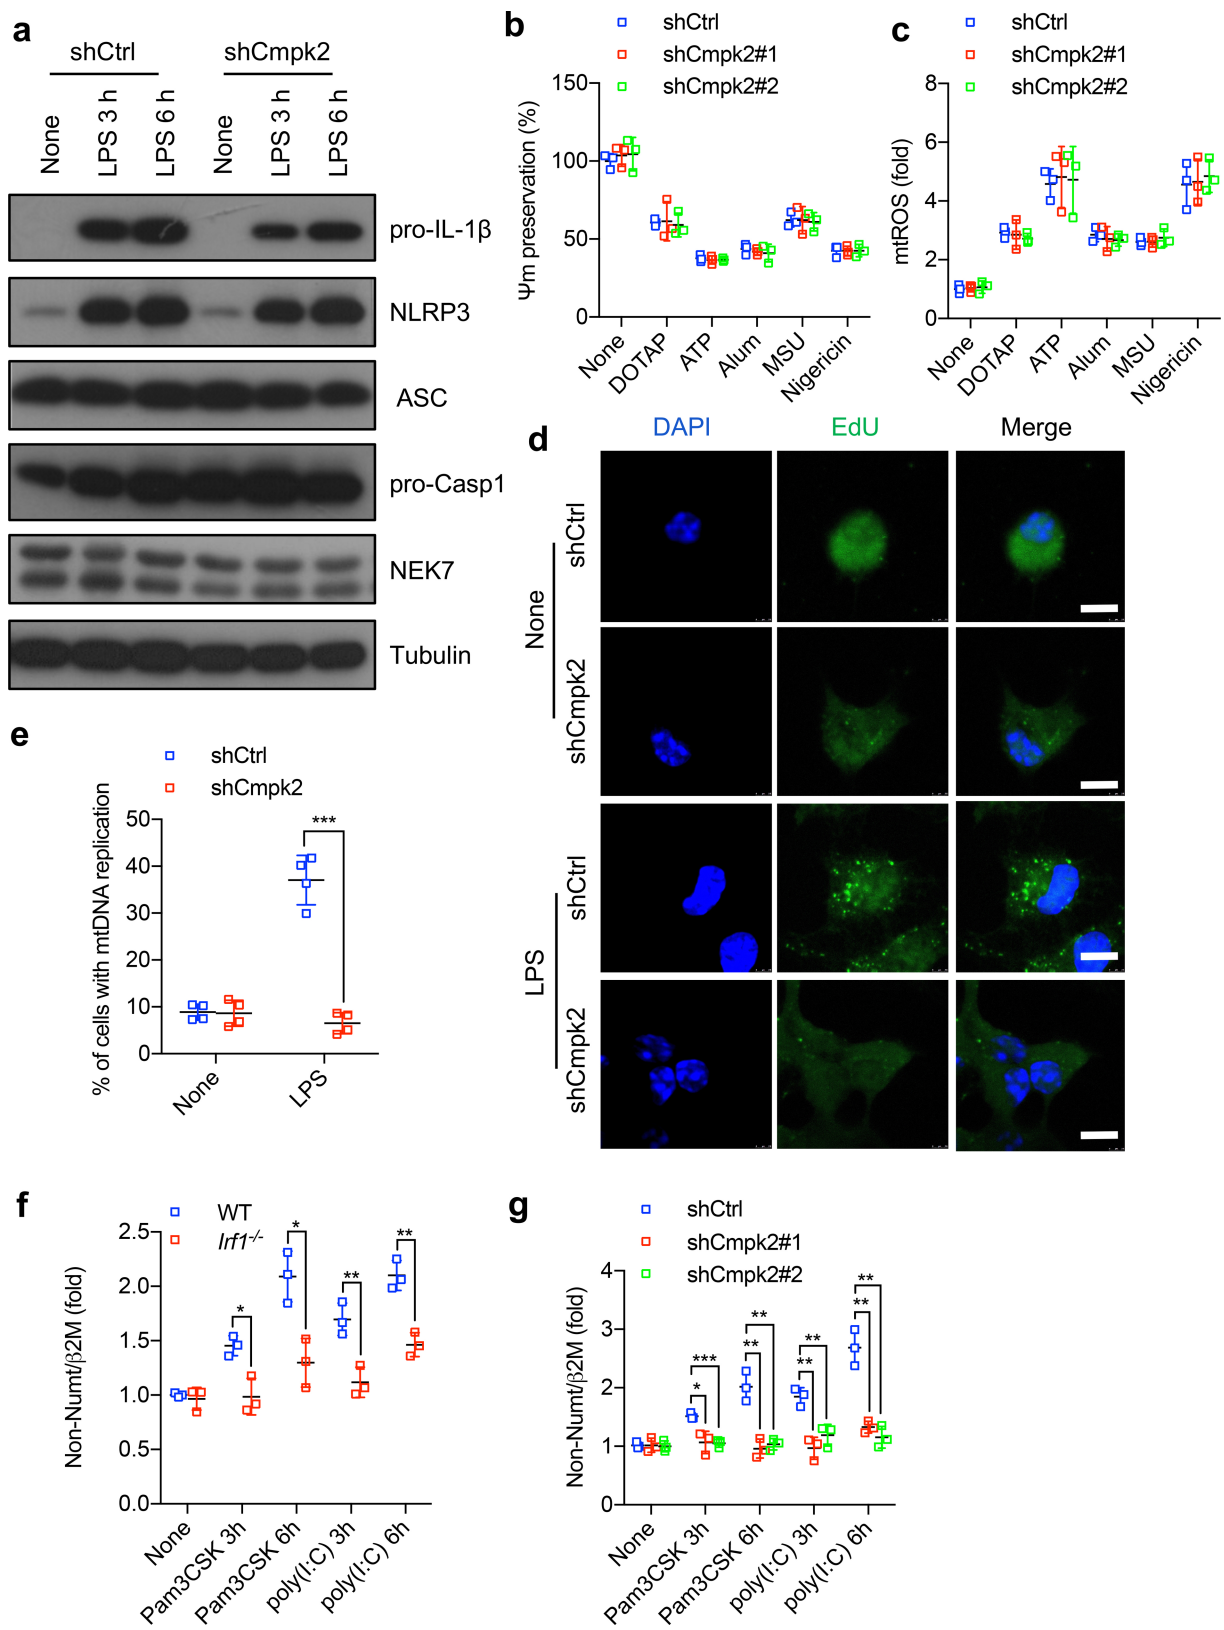 a
shCtrl
shCmpk2
None
LPS 3 h
LPS 6 h
None
LPS 3 h
LPS 6 h
pro-IL-1β
NLRP3
ASC
pro-Casp1
NEK7
Tubulin
b
shCtrl
shCmpk2#1
shCmpk2#2
Ψm preservation (%)
150
100
50
0
None
DOTAP
ATP
Alum
MSU
Nigericin
c
shCtrl
shCmpk2#1
shCmpk2#2
mtROS (fold)
8
6
4
2
0
None
DOTAP
ATP
Alum
MSU
Nigericin
d
DAPI
EdU
Merge
None
shCtrl
shCmpk2
LPS
shCtrl
shCmpk2
e
shCtrl
shCmpk2
% of cells with mtDNA replication
50
40
30
20
10
0
***
None
LPS
f
WT
Irf1-/-
Non-Numt/β2M (fold)
2.5
2.0
1.5
1.0
0.5
0.0
*
*
**
**
None
Pam3CSK 3h
Pam3CSK 6h
poly(I:C) 3h
poly(I:C) 6h
g
shCtrl
shCmpk2#1
shCmpk2#2
Non-Numt/β2M (fold)
4
3
2
1
0
***
*
**
**
**
**
**
**
None
Pam3CSK 3h
Pam3CSK 6h
poly(I:C) 3h
poly(I:C) 6h